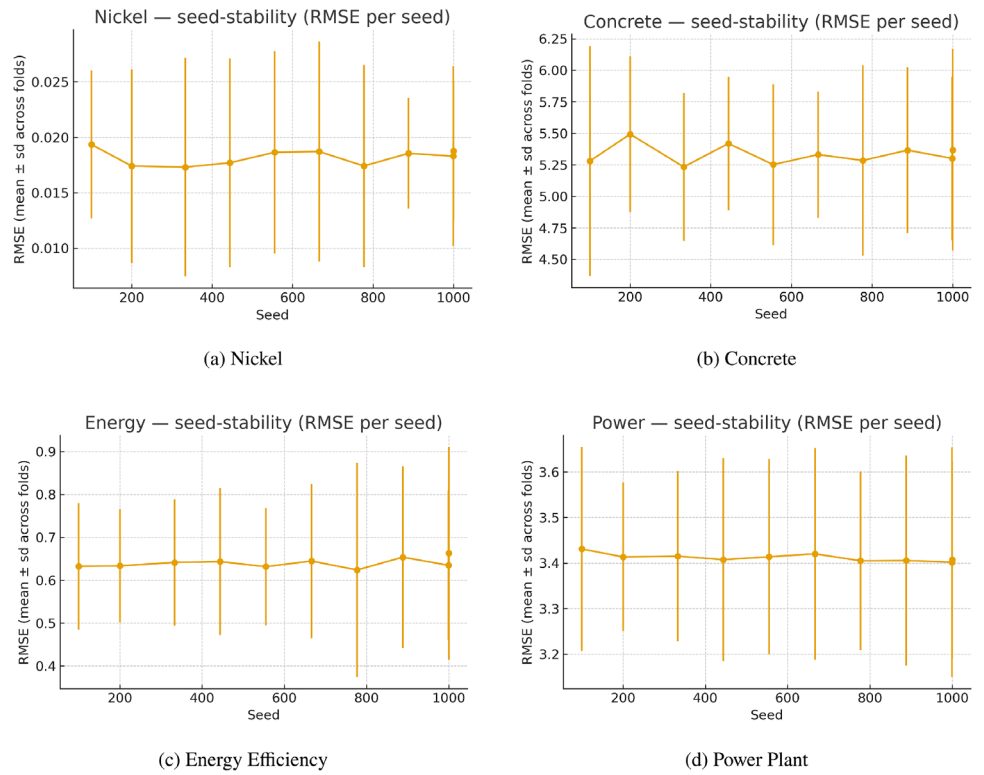 Nickel — seed-stability (RMSE per seed)
RMSE (mean ± sd across folds)
0.025
0.020
0.015
0.010
200 400 600 800 1000
Seed
(a) Nickel
Concrete — seed-stability (RMSE per seed)
RMSE (mean ± sd across folds)
6.25
6.00
5.75
5.50
5.25
5.00
4.75
4.50
200 400 600 800 1000
Seed
(b) Concrete
Energy — seed-stability (RMSE per seed)
RMSE (mean ± sd across folds)
0.9
0.8
0.7
0.6
0.5
0.4
200 400 600 800 1000
Seed
(c) Energy Efficiency
Power — seed-stability (RMSE per seed)
RMSE (mean ± sd across folds)
3.6
3.5
3.4
3.3
3.2
200 400 600 800 1000
Seed
(d) Power Plant